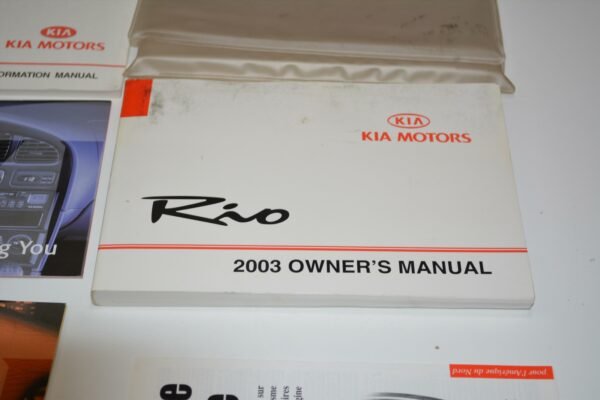 KIA
KIA MOTORS
ORMATION MANUAL
KIA
KIA MOTORS
Rio
2003 OWNER'S MANUAL
g You
pour l'Amérique du Nord